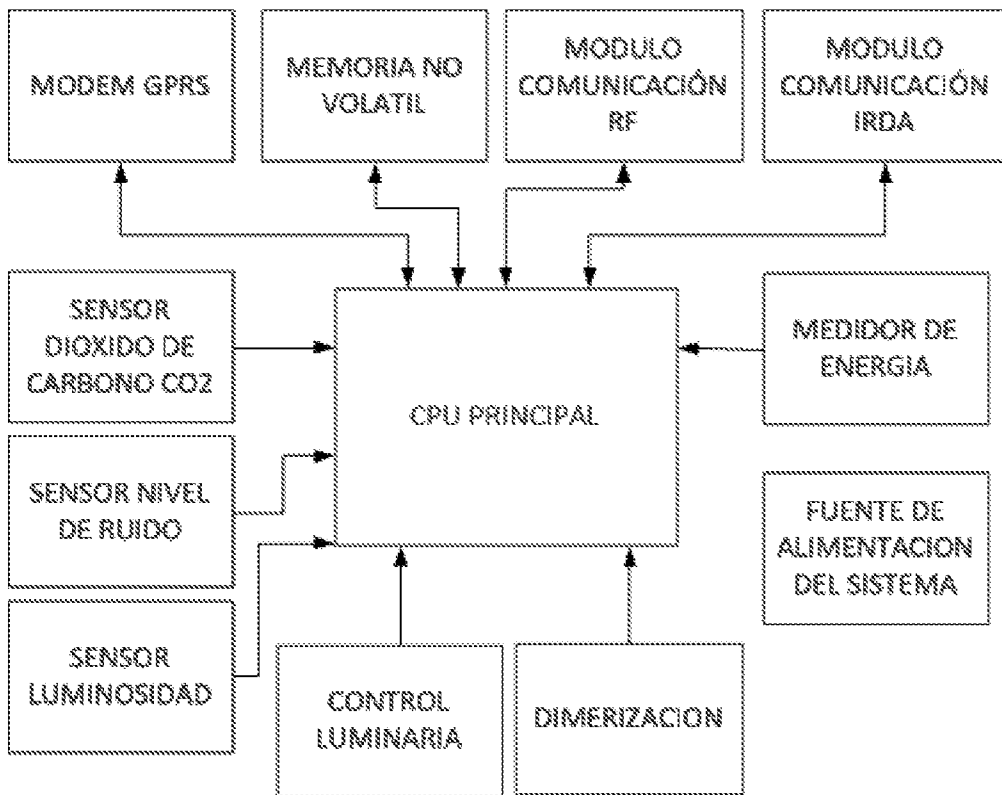 MODEM GPRS
MEMORIA NO
VOLATIL
MODULO
COMUNICACIÓN
RF
MODULO
COMUNICACIÓN
IRDA
SENSOR
DIOXIDO DE
CARBONO CO2
CPU PRINCIPAL
MEDIDOR DE
ENERGIA
SENSOR NIVEL
DE RUIDO
FUENTE DE
ALIMENTACION
DEL SISTEMA
SENSOR
LUMINOSIDAD
CONTROL
LUMINARIA
DIMERIZACION